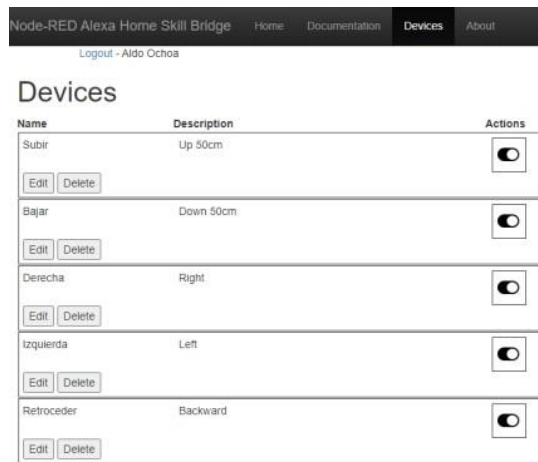 Node-RED Alexa Home Skill Bridge Home Documentation Devices About
Logout - Aldo Ochoa
Devices
Name Description Actions
Subir Up 50cm
Edit Delete
Bajar Down 50cm
Edit Delete
Derecha Right
Edit Delete
Izquierda Left
Edit Delete
Retroceder Backward
Edit Delete